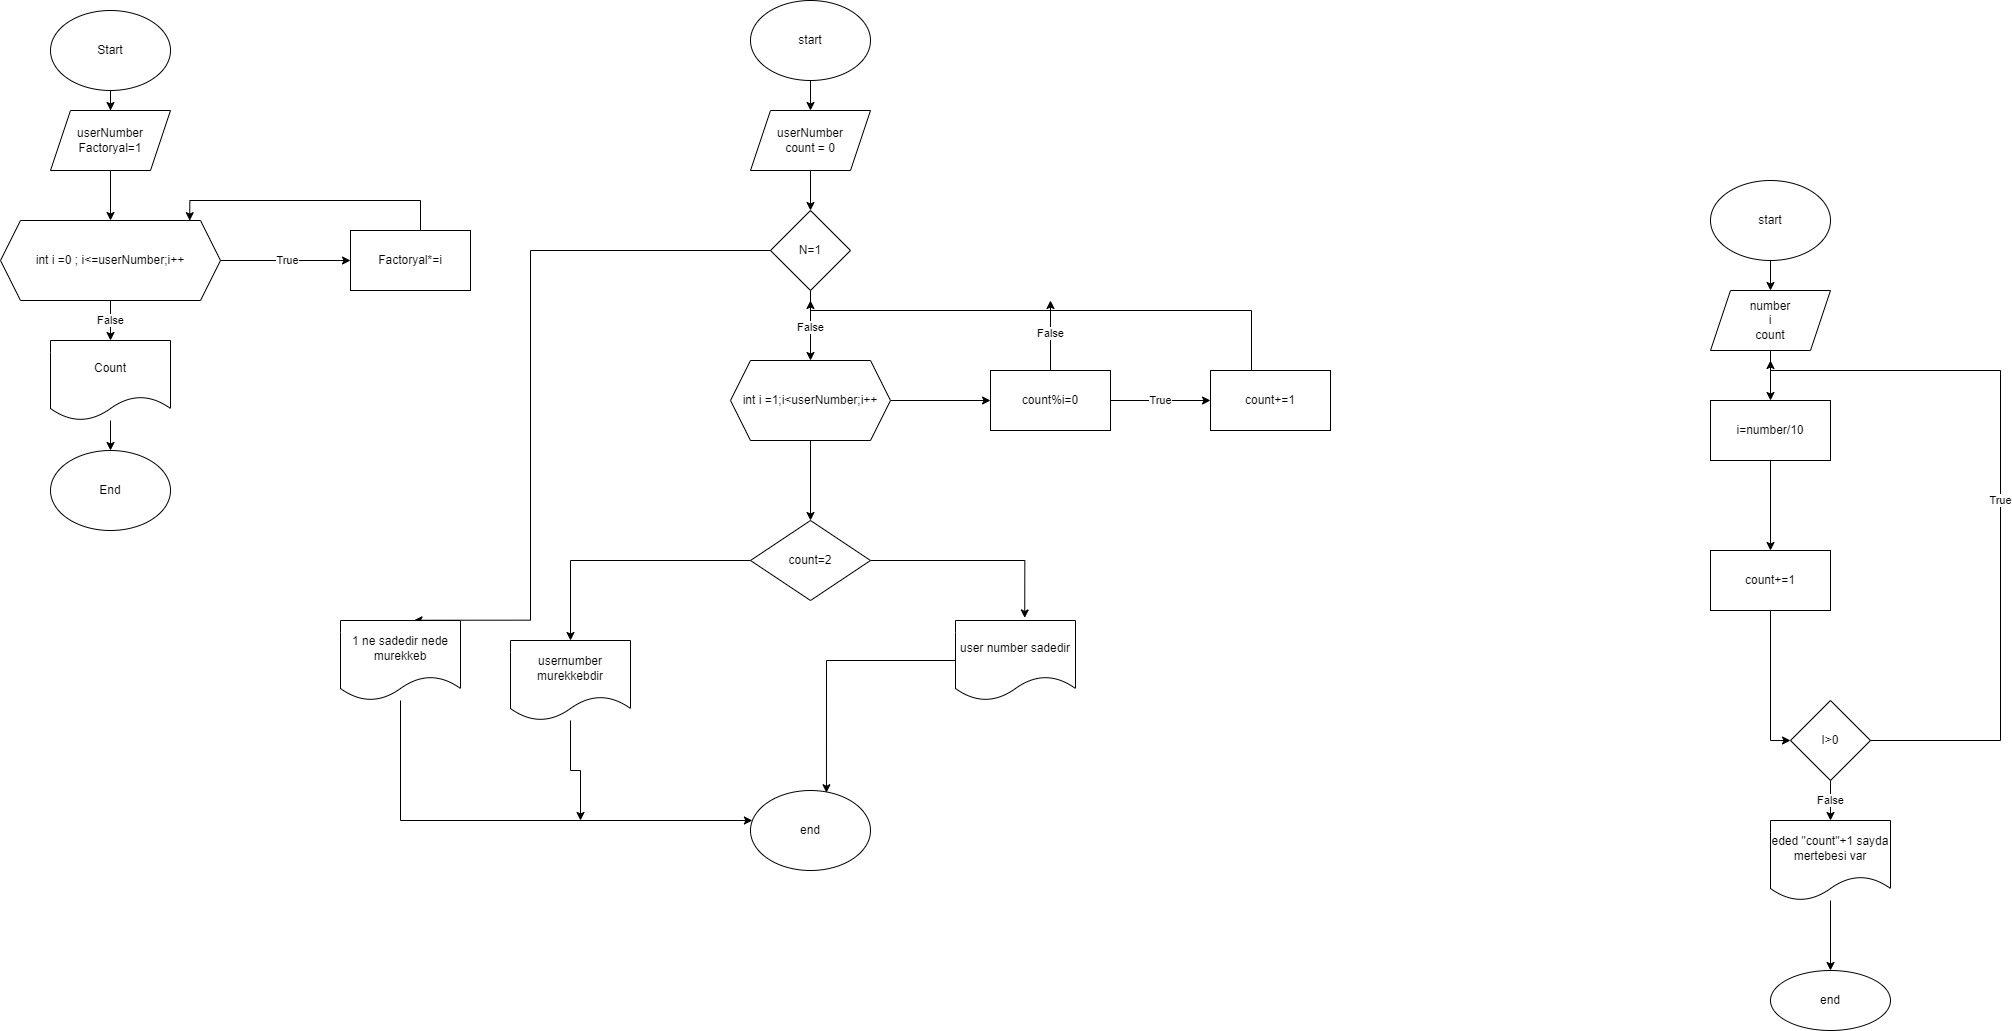 Start
userNumber
Factoryal=1
int i =0 ; i<=userNumber;i++
True
Factoryal*=i
False
Count
End
start
userNumber
count = 0
N=1
False
int i =1;i<userNumber;i++
False
count%i=0
True
count+=1
count=2
1 ne sadedir nede
murekkeb
usernumber
murekkebdir
user number sadedir
end
start
number
i
count
i=number/10
True
count+=1
I>0
False
eded "count"+1 sayda
mertebesi var
end